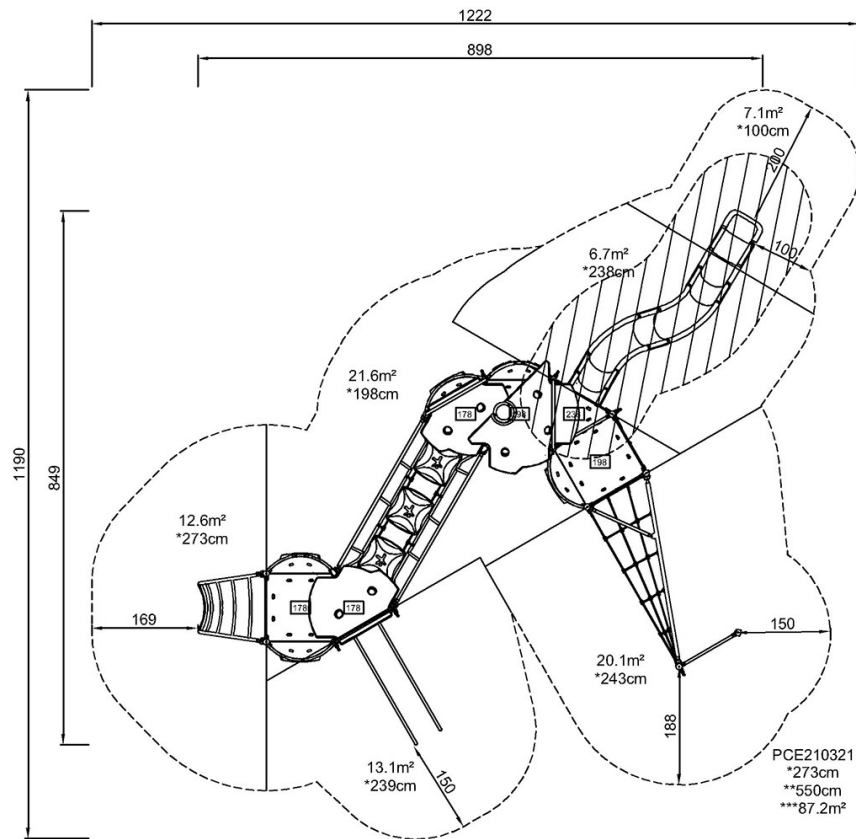 1222
898
7.1m²
*100cm
200
100
6.7m²
*238cm
21.6m²
*198cm
178
198
238
198
1190
849
12.6m²
*273cm
178
178
169
150
20.1m²
*243cm
188
13.1m²
*239cm
150
PCE210321
*273cm
**550cm
***87.2m²